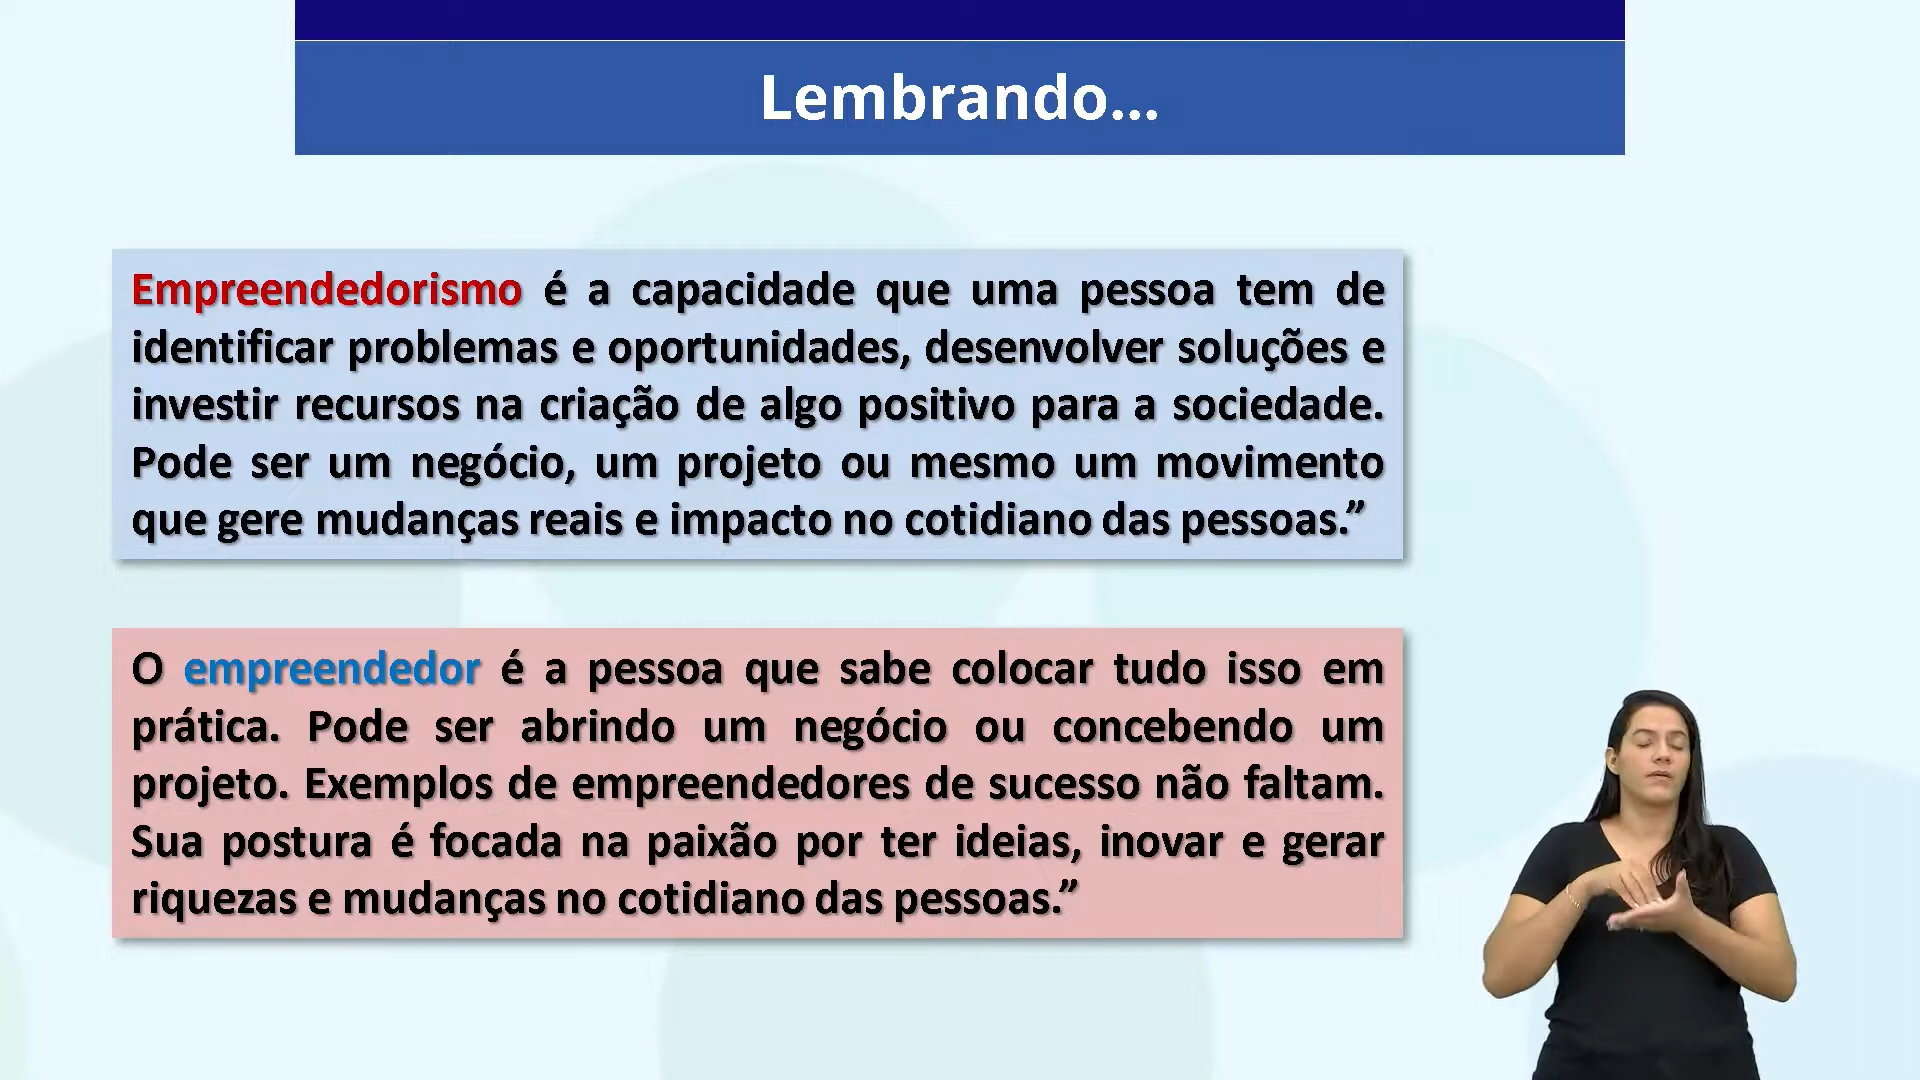 Lembrando...
Empreendedorismo é a capacidade que uma pessoa tem de
identificar problemas e oportunidades, desenvolver soluções e
investir recursos na criação de algo positivo para a sociedade.
Pode ser um negócio, um projeto ou mesmo um movimento
que gere mudanças reais e impacto no cotidiano das pessoas.”
O empreendedor é a pessoa que sabe colocar tudo isso em
prática. Pode ser abrindo um negócio ou concebendo um
projeto. Exemplos de empreendedores de sucesso não faltam.
Sua postura é focada na paixão por ter ideias, inovar e gerar
riquezas e mudanças no cotidiano das pessoas.”